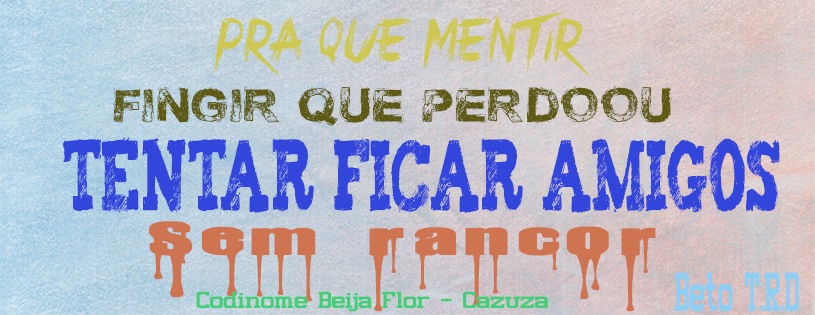 PRA QUE MENTIR
FINGIR QUE PERDOOU
TENTAR FICAR AMIGOS
Sem rancor
Codinome Beija Flor - Cazuza
Beto T.R.D